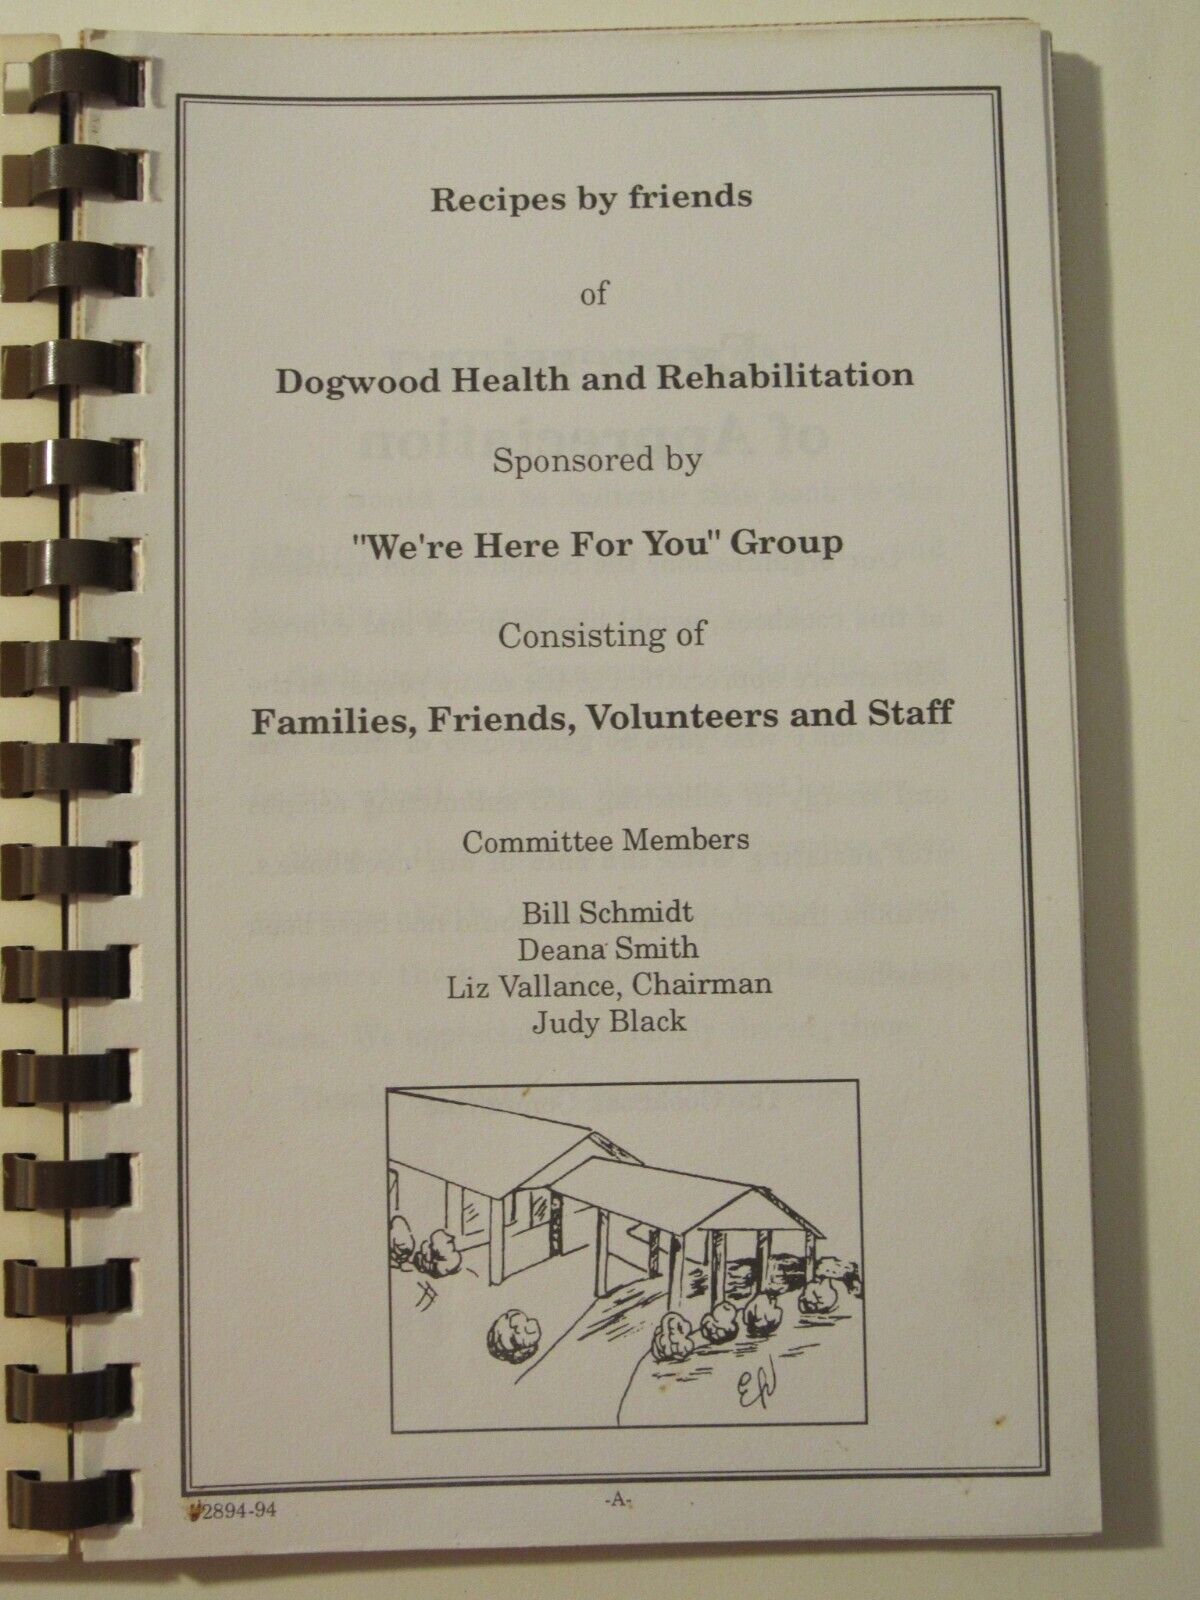 Recipes by friends
of
Dogwood Health and Rehabilitation
Sponsored by
"We're Here For You" Group
Consisting of
Families, Friends, Volunteers and Staff
Committee Members
Bill Schmidt
Deana Smith
Liz Vallance, Chairman
Judy Black
2894-94
-A-